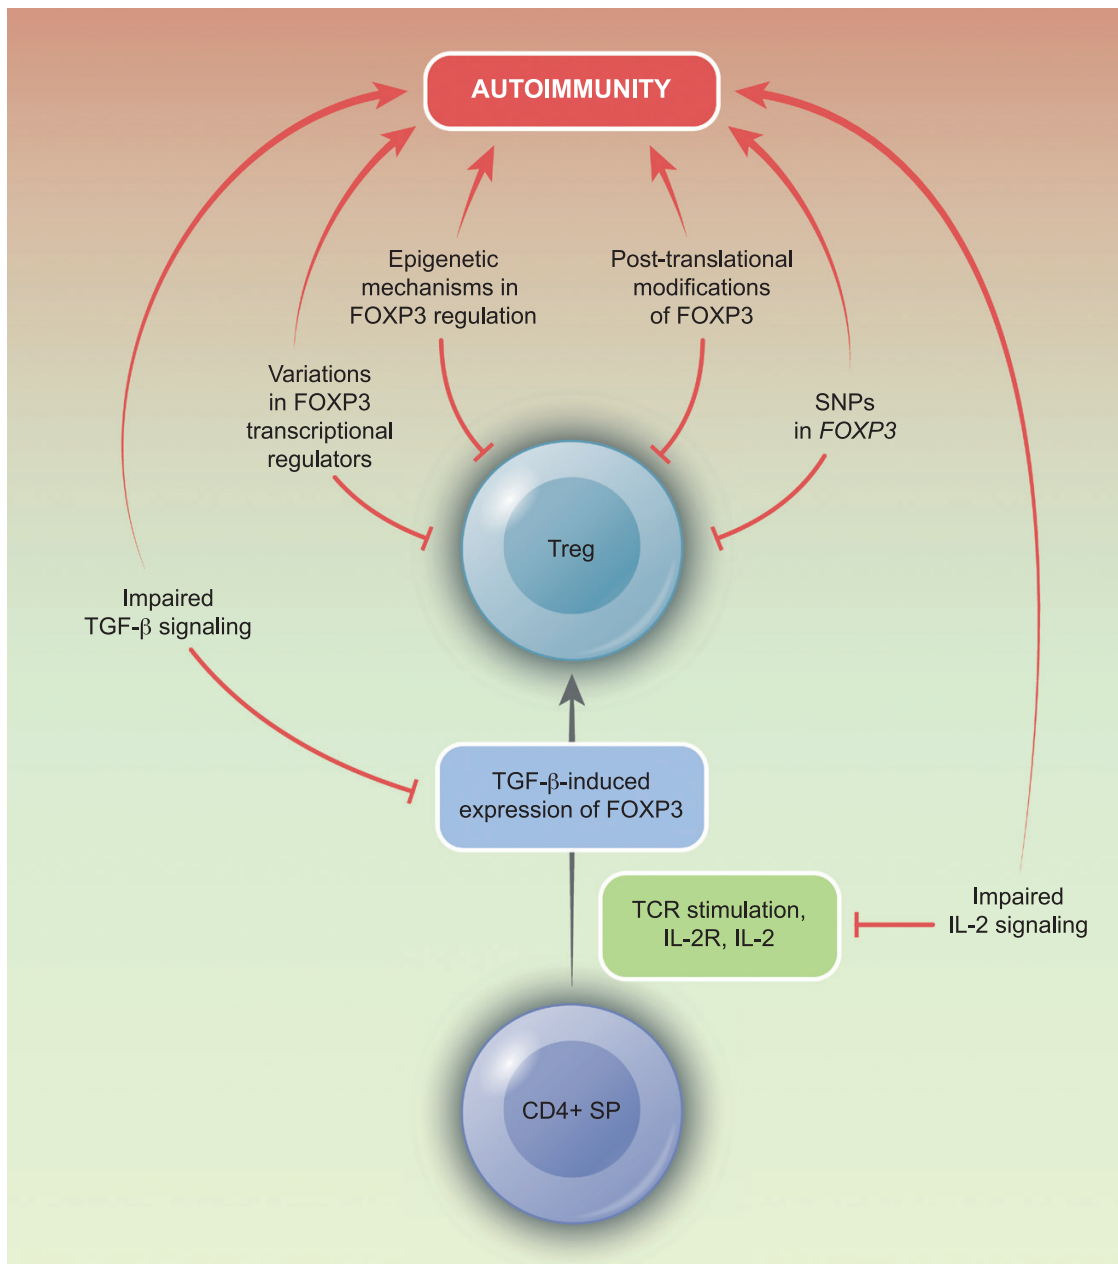 AUTOIMMUNITY
Epigenetic
mechanisms in
FOXP3 regulation
Post-translational
modifications
of FOXP3
Variations
in FOXP3
transcriptional
regulators
SNPs
in FOXP3
Treg
Impaired
TGF-β signaling
TGF-β-induced
expression of FOXP3
TCR stimulation,
IL-2R, IL-2
Impaired
IL-2 signaling
CD4+ SP